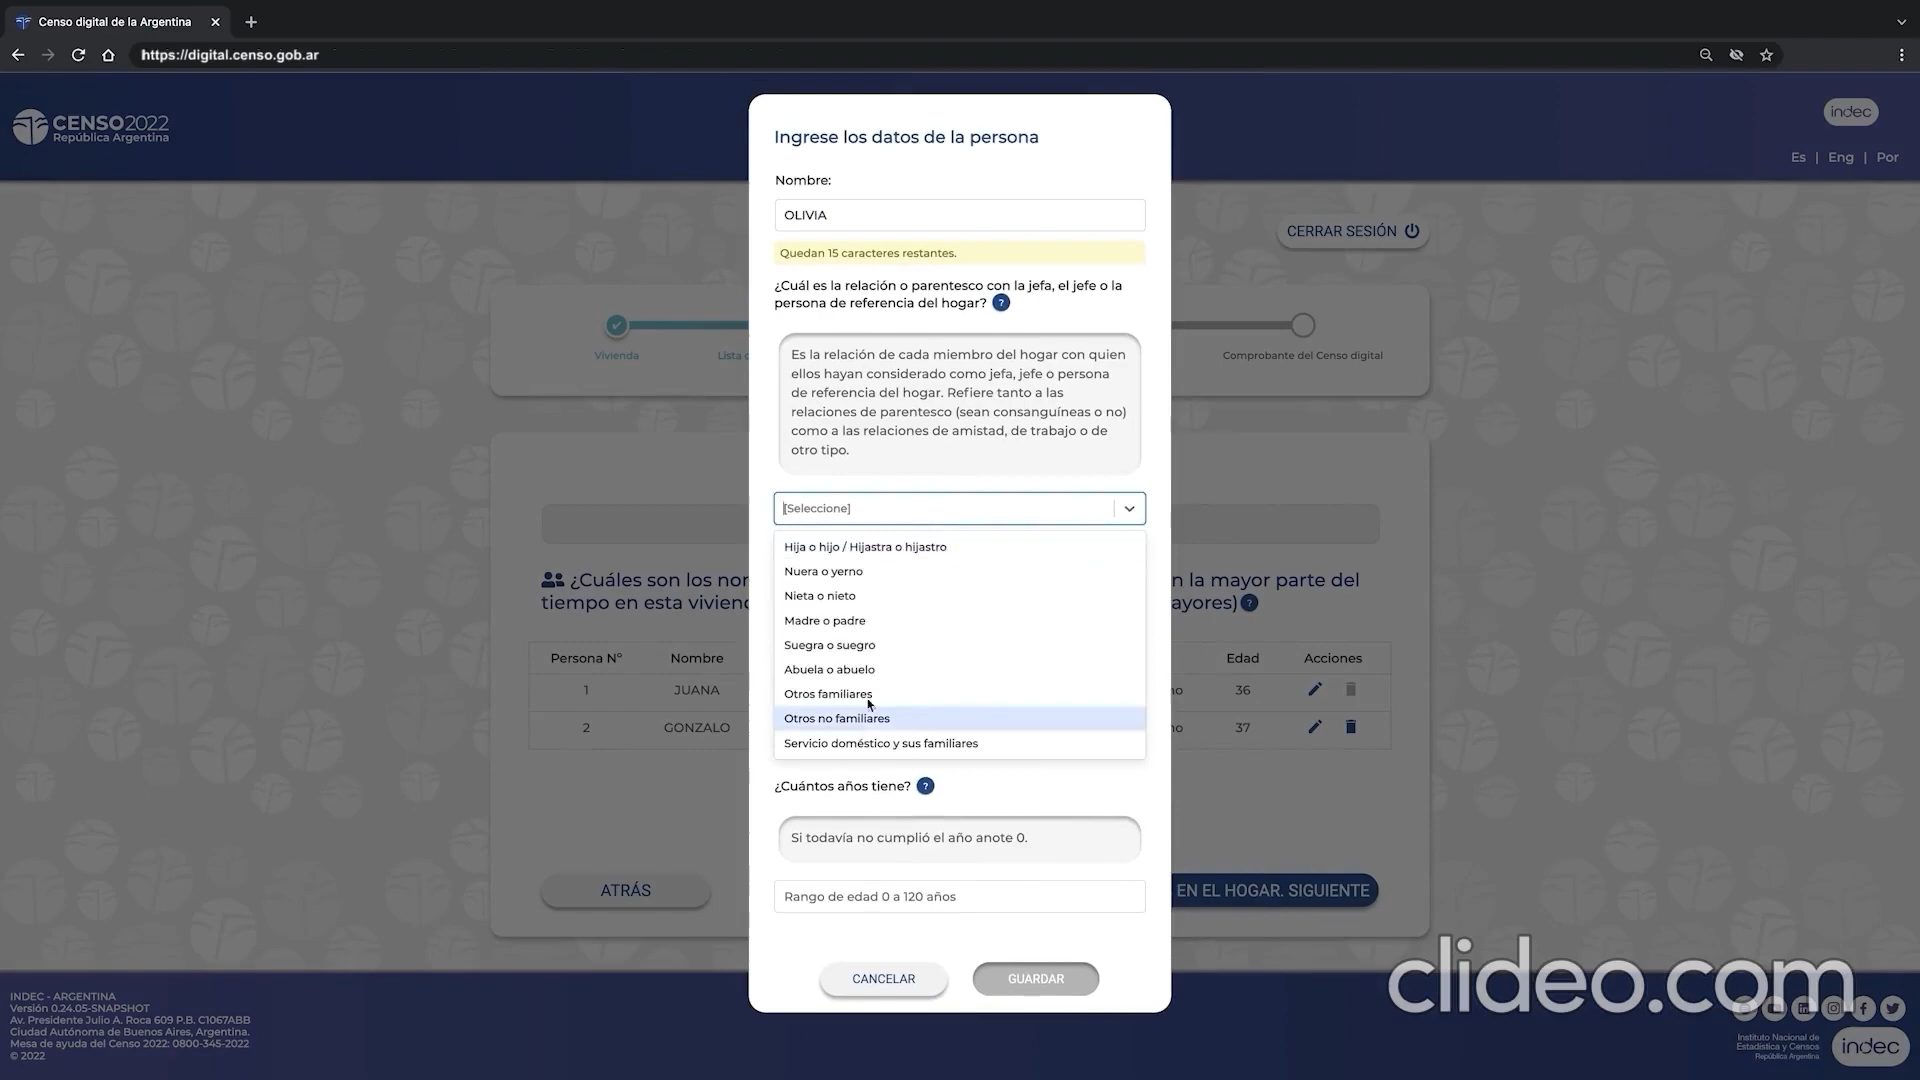 Censo digital de la Argentina
https://digital.censo.gob.ar
CENSO2022
República Argentina
indec
Es | Eng | Por
CERRAR SESIÓN
Vivienda
Lista
Comprobante del Censo digital
Ingrese los datos de la persona
Nombre:
OLIVIA
Quedan 15 caracteres restantes.
¿Cuál es la relación o parentesco con la jefa, el jefe o la
persona de referencia del hogar? ?
Es la relación de cada miembro del hogar con quien
ellos hayan considerado como jefa, jefe o persona
de referencia del hogar. Refiere tanto a las
relaciones de parentesco (sean consanguíneas o no)
como a las relaciones de amistad, de trabajo o de
otro tipo.
[Seleccione]
Hija o hijo / Hijastra o hijastro
Nuera o yerno
Nieta o nieto
Madre o padre
Suegra o suegro
Abuela o abuelo
Otros familiares
Otros no familiares
Servicio doméstico y sus familiares
¿Cuántos años tiene? ?
Si todavía no cumplió el año anote 0.
Rango de edad 0 a 120 años
CANCELAR
GUARDAR
¿Cuáles son los
n la mayor parte del
tiempo en esta
ayores) ?
Persona N° Nombre Edad Acciones
1 JUANA no 36
2 GONZALO no 37
ATRÁS
EN EL HOGAR. SIGUIENTE
clideo.com
INDEC - ARGENTINA
Versión 0.24.05-SNAPSHOT
Av. Presidente Julio A. Roca 609 P.B. C1067ABB
Ciudad Autónoma de Buenos Aires, Argentina.
Mesa de ayuda del Censo 2022: 0800-345-2022
© 2022
Instituto Nacional de
Estadística y Censos
República Argentina
indec